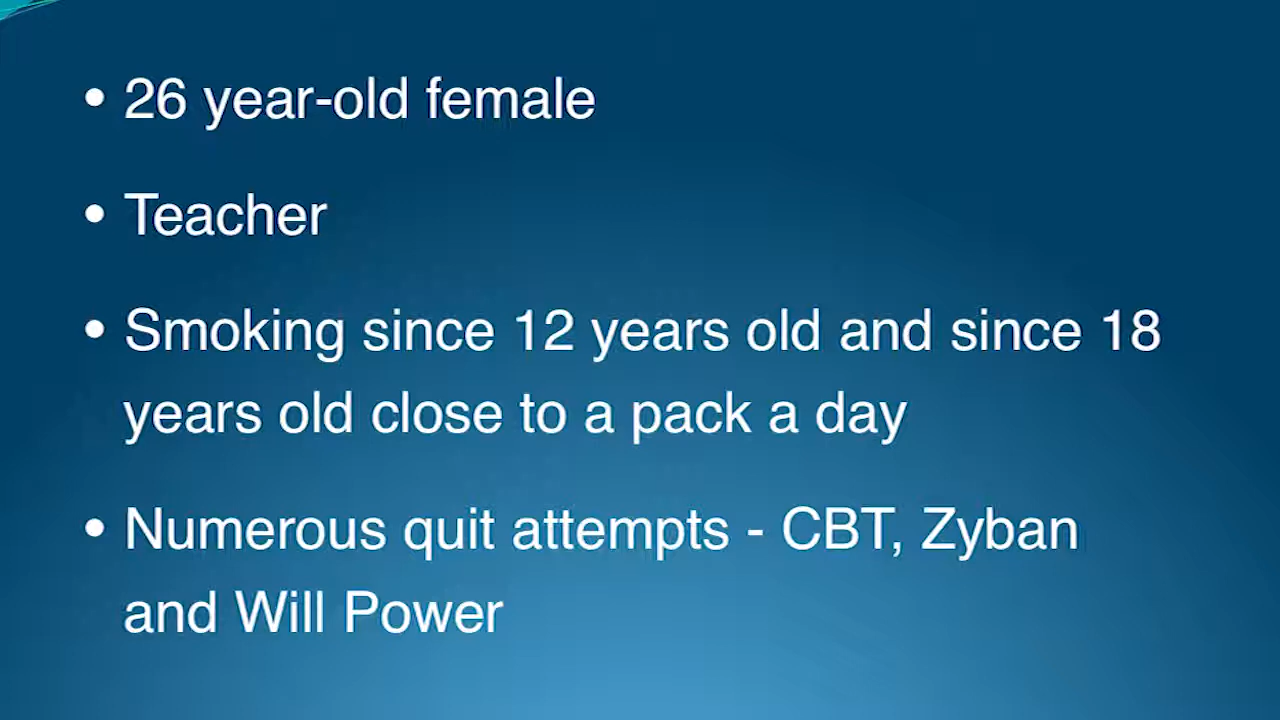 • 26 year-old female
• Teacher
• Smoking since 12 years old and since 18
years old close to a pack a day
• Numerous quit attempts - CBT, Zyban
and Will Power